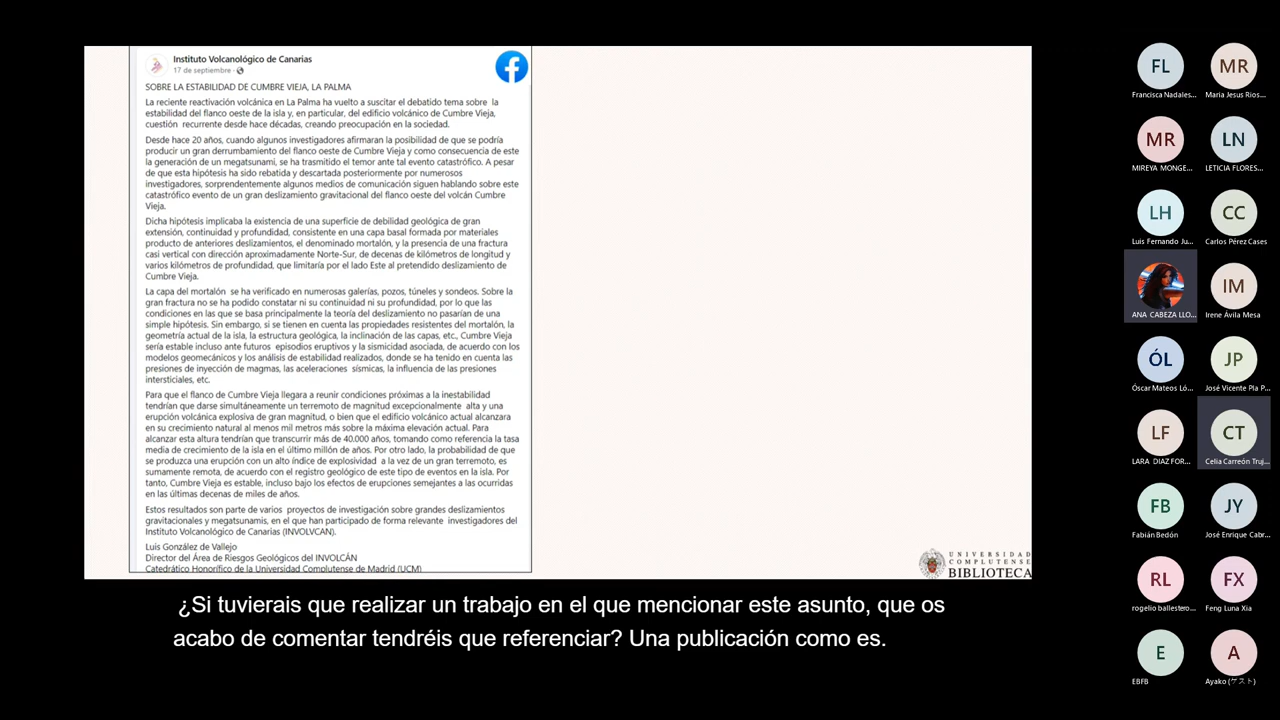 Instituto Volcanológico de Canarias
17 de septiembre ·
SOBRE LA ESTABILIDAD DE CUMBRE VIEJA, LA PALMA
La reciente reactivación volcánica en La Palma ha vuelto a suscitar el debatido tema sobre la
estabilidad del flanco oeste de la isla y, en particular, del edificio volcánico de Cumbre Vieja,
cuestión recurrente desde hace décadas, creando preocupación en la sociedad.
Desde hace 20 años, cuando algunos investigadores afirmaran la posibilidad de que se podría
producir un gran derrumbamiento del flanco oeste de Cumbre Vieja y como consecuencia de este
la generación de un megatsunami, se ha trasmitido el temor ante tal evento catastrófico. A pesar
de que esta hipótesis ha sido rebatida y descartada posteriormente por numerosos
investigadores, sorprendentemente algunos medios de comunicación siguen hablando sobre este
catastrófico evento de un gran deslizamiento gravitacional del flanco oeste del volcán Cumbre
Vieja.
Dicha hipótesis implicaba la existencia de una superficie de debilidad geológica de gran
extensión, continuidad y profundidad, consistente en una capa basal formada por materiales
producto de anteriores deslizamientos, el denominado mortalón, y la presencia de una fractura
casi vertical con dirección aproximadamente Norte-Sur, de decenas de kilómetros de longitud y
varios kilómetros de profundidad, que limitaría por el lado Este al pretendido deslizamiento de
Cumbre Vieja.
La capa del mortalón se ha verificado en numerosas galerías, pozos, túneles y sondeos. Sobre la
gran fractura no se ha podido constatar ni su continuidad ni su profundidad, por lo que las
condiciones en las que se basa principalmente la teoría del deslizamiento no pasarían de una
simple hipótesis. Sin embargo, si se tienen en cuenta las propiedades resistentes del mortalón, la
geometría actual de la isla, la estructura geológica, la inclinación de las capas, etc., Cumbre Vieja
sería estable incluso ante futuros episodios eruptivos y la sismicidad asociada, de acuerdo con los
modelos geomecánicos y los análisis de estabilidad realizados, donde se ha tenido en cuenta las
presiones de inyección de magmas, las aceleraciones sísmicas, la influencia de las presiones
intersticiales, etc.
Para que el flanco de Cumbre Vieja llegara a reunir condiciones próximas a la inestabilidad
tendrían que darse simultáneamente un terremoto de magnitud excepcionalmente alta y una
erupción volcánica explosiva de gran magnitud, o bien que el edificio volcánico actual alcanzara
en su crecimiento natural al menos mil metros más sobre la máxima elevación actual. Para
alcanzar esta altura tendrían que transcurrir más de 40.000 años, tomando como referencia la tasa
media de crecimiento de la isla en el último millón de años. Por otro lado, la probabilidad de que
se produzca una erupción con un alto índice de explosividad a la vez de un gran terremoto, es
sumamente remota, de acuerdo con el registro geológico de este tipo de eventos en la isla. Por
tanto, Cumbre Vieja es estable, incluso bajo los efectos de erupciones semejantes a las ocurridas
en las últimas decenas de miles de años.
Estos resultados son parte de varios proyectos de investigación sobre grandes deslizamientos
gravitacionales y megatsunamis, en el que han participado de forma relevante investigadores del
Instituto Volcanológico de Canarias (INVOLVCAN).
Luis González de Vallejo
Director del Área de Riesgos Geológicos del INVOLCÁN
Catedrático Honorífico de la Universidad Complutense de Madrid (UCM)
UNIVERSIDAD
COMPLUTENSE
BIBLIOTECA
¿Si tuvierais que realizar un trabajo en el que mencionar este asunto, que os
acabo de comentar tendréis que referenciar? Una publicación como es.
FL
Francisca Nadales...
MR
Maria Jesus Ríos...
MR
MIREYA MONGE...
LN
LETICIA FLORES...
LH
Luis Fernando Ju...
CC
Carlos Pérez Cases
ANA CABEZA LLO...
IM
Irene Ávila Mesa
ÓL
Óscar Mateos Ló...
JP
José Vicente Pla P...
LF
LARA DIAZ FOR...
CT
Celia Carreón Truj...
FB
Fabián Bedón
JY
José Enrique Cabr...
RL
rogelio ballestero...
FX
Feng Luna Xia
E
EBFB
A
Ayako (ゲスト)